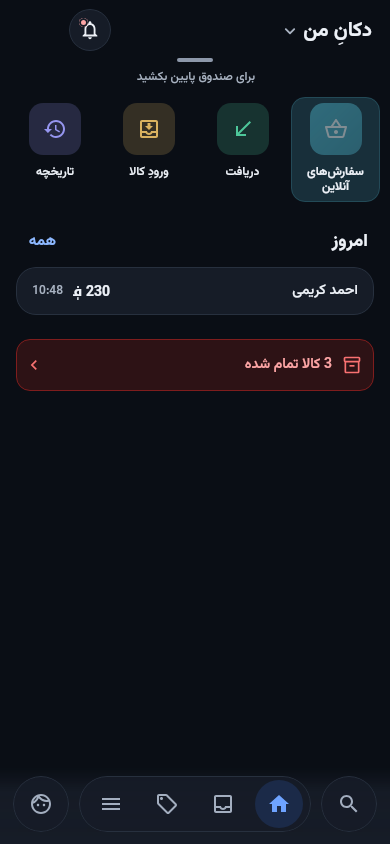 دکانِ من
برای صندوق پایین بکشید
سفارش‌های
آنلاین
دریافت
ورودِ کالا
تاریخچه
امروز
همه
احمد کریمی
230 ؋
10:48
3 کالا تمام شده